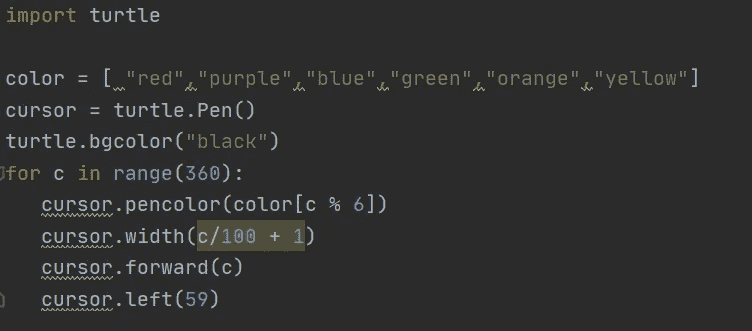 import turtle
color = [ "red","purple","blue","green","orange","yellow"]
cursor = turtle.Pen()
turtle.bgcolor("black")
for c in range(360):
cursor.pencolor(color[c % 6])
cursor.width(c/100 + 1)
cursor.forward(c)
cursor.left(59)